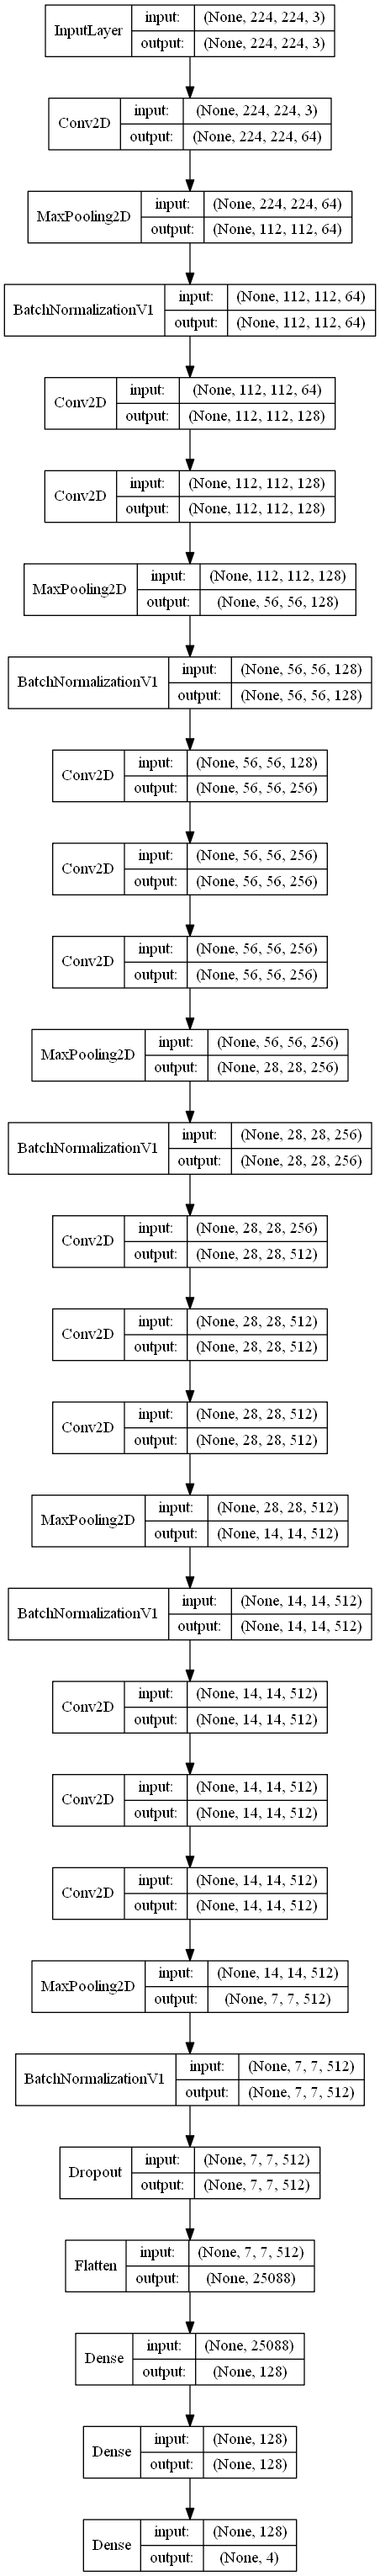 InputLayer input: (None, 224, 224, 3)
output: (None, 224, 224, 3)
Conv2D input: (None, 224, 224, 3)
output: (None, 224, 224, 64)
MaxPooling2D input: (None, 224, 224, 64)
output: (None, 112, 112, 64)
BatchNormalizationV1 input: (None, 112, 112, 64)
output: (None, 112, 112, 64)
Conv2D input: (None, 112, 112, 64)
output: (None, 112, 112, 128)
Conv2D input: (None, 112, 112, 128)
output: (None, 112, 112, 128)
MaxPooling2D input: (None, 112, 112, 128)
output: (None, 56, 56, 128)
BatchNormalizationV1 input: (None, 56, 56, 128)
output: (None, 56, 56, 128)
Conv2D input: (None, 56, 56, 128)
output: (None, 56, 56, 256)
Conv2D input: (None, 56, 56, 256)
output: (None, 56, 56, 256)
Conv2D input: (None, 56, 56, 256)
output: (None, 56, 56, 256)
MaxPooling2D input: (None, 56, 56, 256)
output: (None, 28, 28, 256)
BatchNormalizationV1 input: (None, 28, 28, 256)
output: (None, 28, 28, 256)
Conv2D input: (None, 28, 28, 256)
output: (None, 28, 28, 512)
Conv2D input: (None, 28, 28, 512)
output: (None, 28, 28, 512)
Conv2D input: (None, 28, 28, 512)
output: (None, 28, 28, 512)
MaxPooling2D input: (None, 28, 28, 512)
output: (None, 14, 14, 512)
BatchNormalizationV1 input: (None, 14, 14, 512)
output: (None, 14, 14, 512)
Conv2D input: (None, 14, 14, 512)
output: (None, 14, 14, 512)
Conv2D input: (None, 14, 14, 512)
output: (None, 14, 14, 512)
Conv2D input: (None, 14, 14, 512)
output: (None, 14, 14, 512)
MaxPooling2D input: (None, 14, 14, 512)
output: (None, 7, 7, 512)
BatchNormalizationV1 input: (None, 7, 7, 512)
output: (None, 7, 7, 512)
Dropout input: (None, 7, 7, 512)
output: (None, 7, 7, 512)
Flatten input: (None, 7, 7, 512)
output: (None, 25088)
Dense input: (None, 25088)
output: (None, 128)
Dense input: (None, 128)
output: (None, 128)
Dense input: (None, 128)
output: (None, 4)